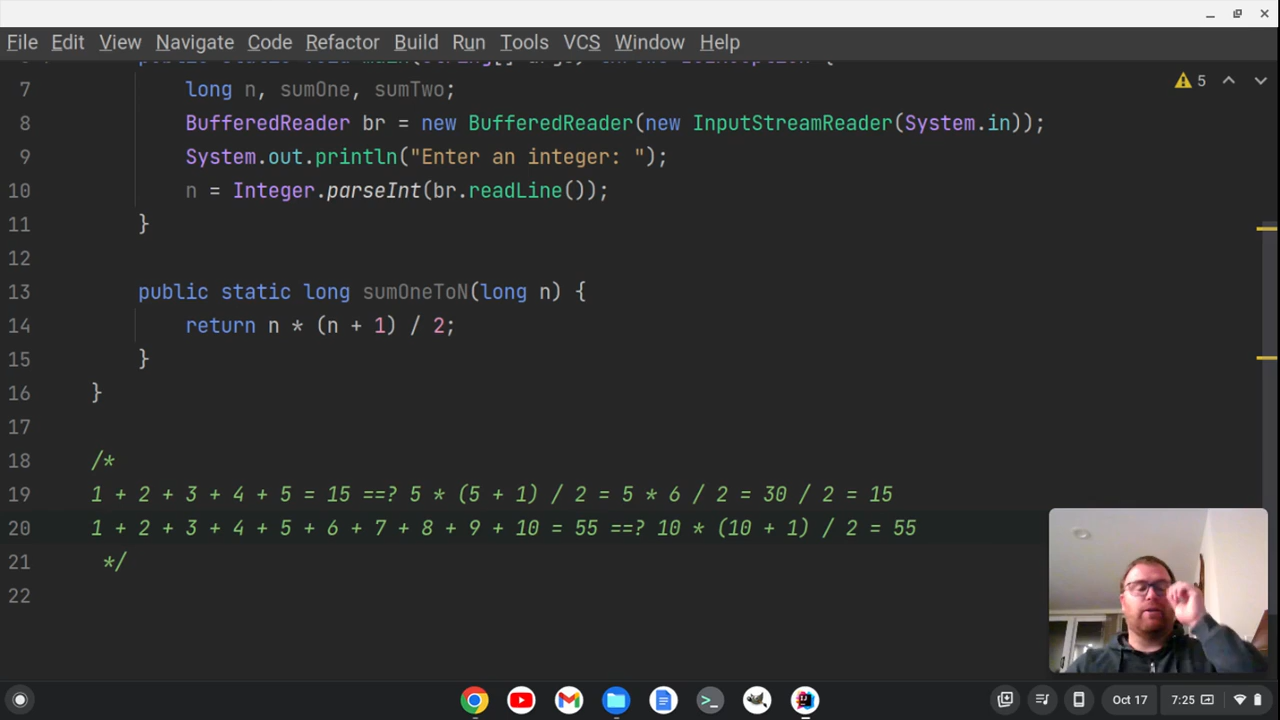 File Edit View Navigate Code Refactor Build Run Tools VCS Window Help
5
7 long n, sumOne, sumTwo;
8 BufferedReader br = new BufferedReader(new InputStreamReader(System.in));
9 System.out.println("Enter an integer: ");
10 n = Integer.parseInt(br.readLine());
11 }
12
13 public static long sumOneToN(long n) {
14 return n * (n + 1) / 2;
15 }
16 }
17
18 /*
19 1 + 2 + 3 + 4 + 5 = 15 ==? 5 * (5 + 1) / 2 = 5 * 6 / 2 = 30 / 2 = 15
20 1 + 2 + 3 + 4 + 5 + 6 + 7 + 8 + 9 + 10 = 55 ==? 10 * (10 + 1) / 2 = 55
21 */
22
Oct 17 7:25